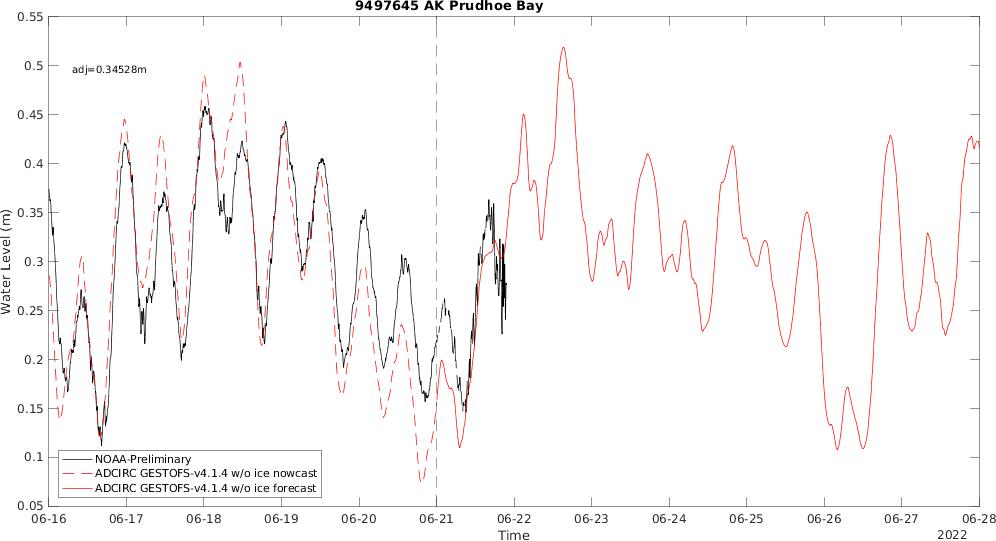 9497645 AK Prudhoe Bay
0.55
0.5
0.45
0.4
0.35
0.3
0.25
0.2
0.15
0.1
0.05
Water Level (m)
adj=0.34528m
NOAA-Preliminary
ADCIRC GESTOFS-v4.1.4 w/o ice nowcast
ADCIRC GESTOFS-v4.1.4 w/o ice forecast
06-16 06-17 06-18 06-19 06-20 06-21 06-22 06-23 06-24 06-25 06-26 06-27 06-28
Time
2022